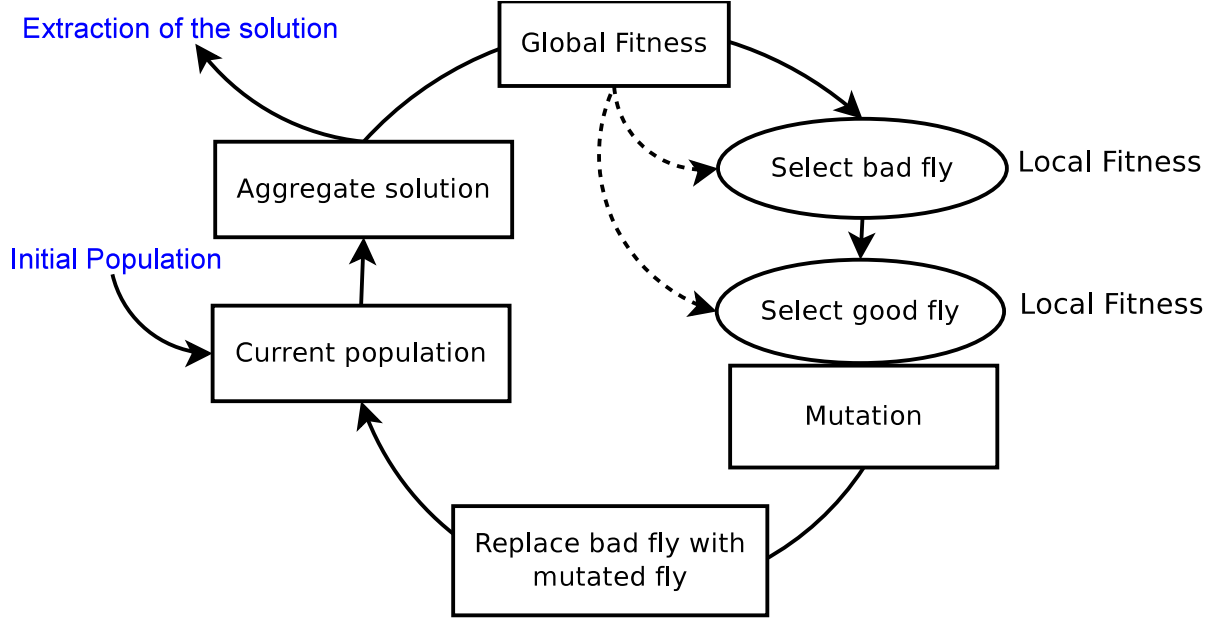 Extraction of the solution
Global Fitness
Select bad fly
Local Fitness
Aggregate solution
Initial Population
Select good fly
Local Fitness
Current population
Mutation
Replace bad fly with
mutated fly